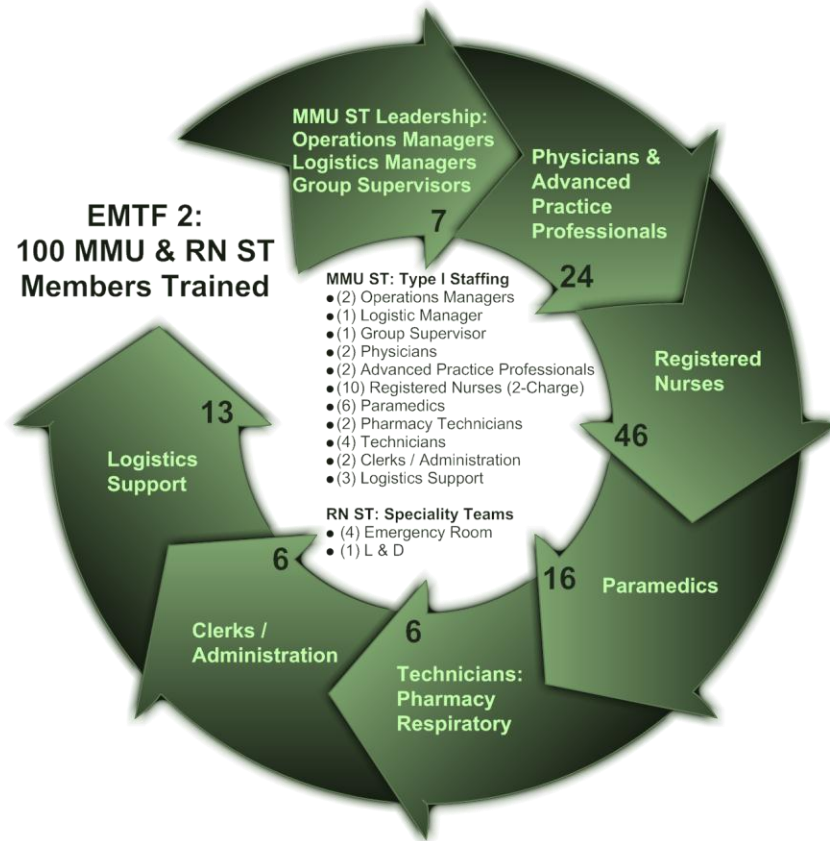 EMTF 2:
100 MMU & RN ST
Members Trained
MMU ST Leadership:
Operations Managers
Logistics Managers
Group Supervisors
7
Physicians &
Advanced
Practice
Professionals
24
Registered
Nurses
46
Paramedics
16
Technicians:
Pharmacy
Respiratory
6
Clerks /
Administration
6
Logistics
Support
13
MMU ST: Type I Staffing
● (2) Operations Managers
● (1) Logistic Manager
● (1) Group Supervisor
● (2) Physicians
● (2) Advanced Practice Professionals
● (10) Registered Nurses (2-Charge)
● (6) Paramedics
● (2) Pharmacy Technicians
● (4) Technicians
● (2) Clerks / Administration
● (3) Logistics Support
RN ST: Speciality Teams
● (4) Emergency Room
● (1) L & D